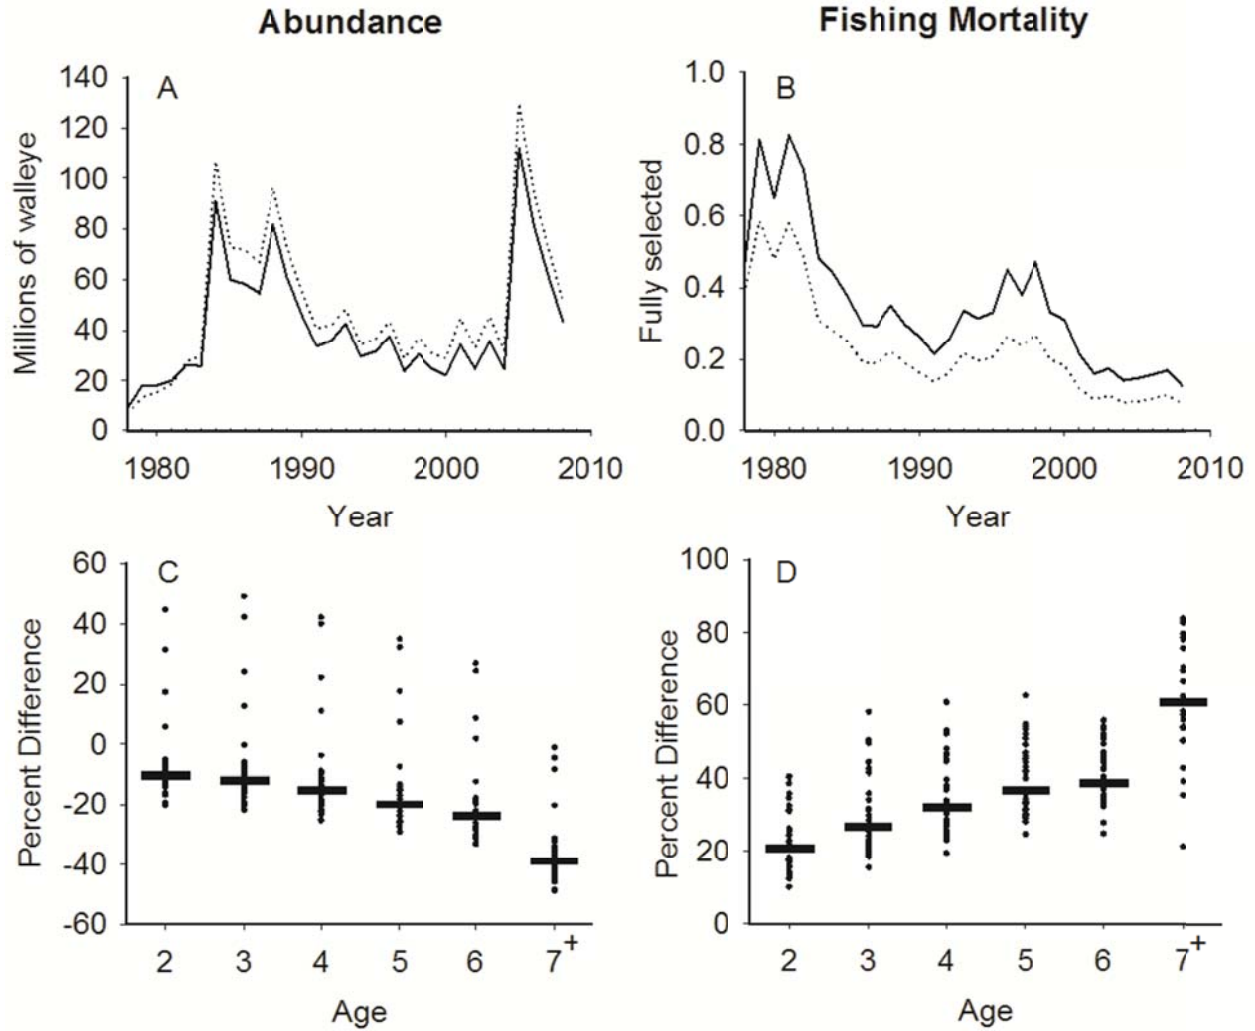 Abundance
Fishing Mortality
A
B
Millions of walleye
140
120
100
80
60
40
20
0
1980 1990 2000 2010
Year
Fully selected
1.0
0.8
0.6
0.4
0.2
0.0
1980 1990 2000 2010
Year
C
D
Percent Difference
60
40
20
0
-20
-40
-60
2 3 4 5 6 7+
Age
Percent Difference
100
80
60
40
20
0
2 3 4 5 6 7+
Age